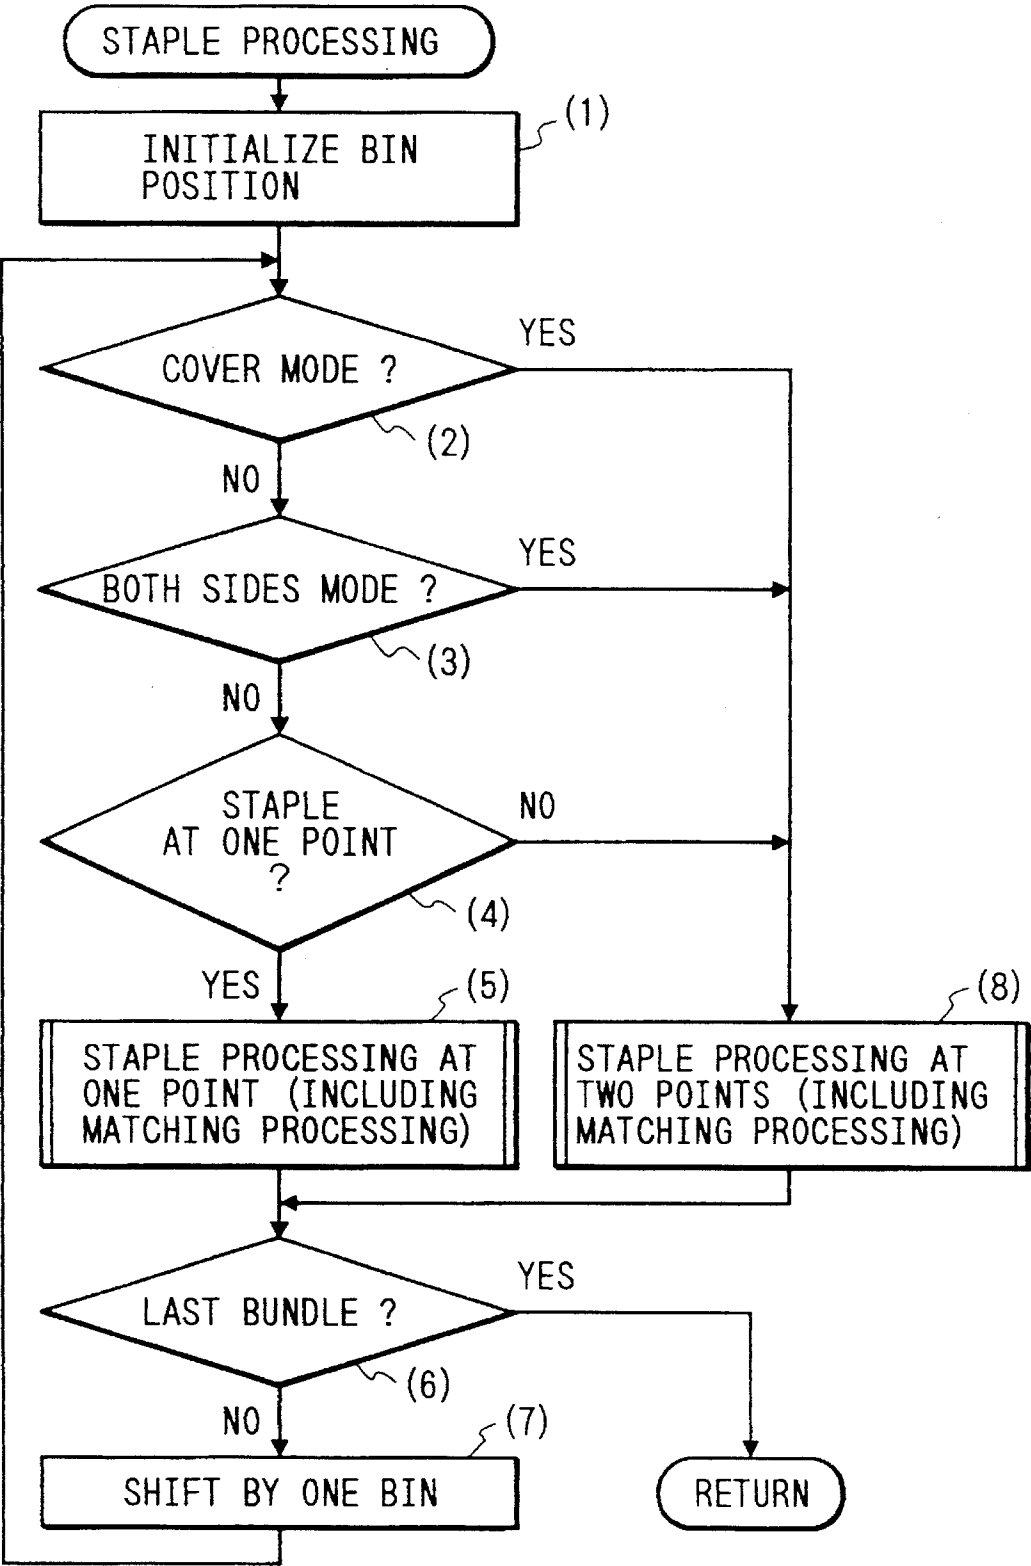 STAPLE PROCESSING
(1)
INITIALIZE BIN
POSITION
YES
COVER MODE ?
(2)
NO
YES
BOTH SIDES MODE ?
(3)
NO
STAPLE
AT ONE POINT
?
NO
(4)
YES
(5)
(8)
STAPLE PROCESSING AT
ONE POINT (INCLUDING
MATCHING PROCESSING)
STAPLE PROCESSING AT
TWO POINTS (INCLUDING
MATCHING PROCESSING)
YES
LAST BUNDLE ?
(6)
NO
(7)
SHIFT BY ONE BIN
RETURN